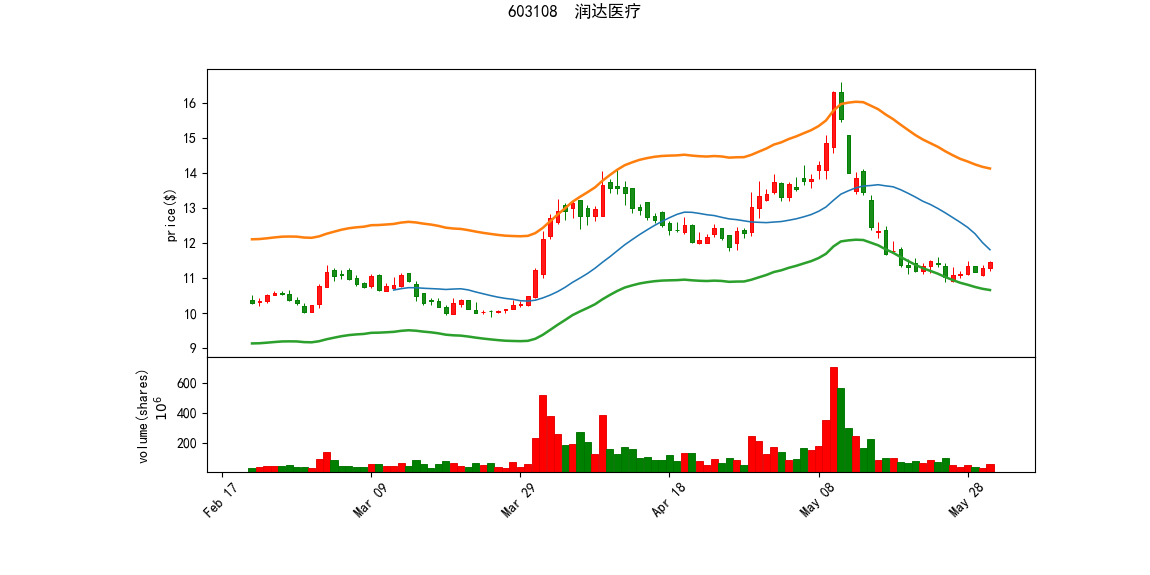 603108  润达医疗
price($)
16
15
14
13
12
11
10
9
volume(shares)
10^6
600
400
200
Feb 17
Mar 09
Mar 29
Apr 18
May 08
May 28